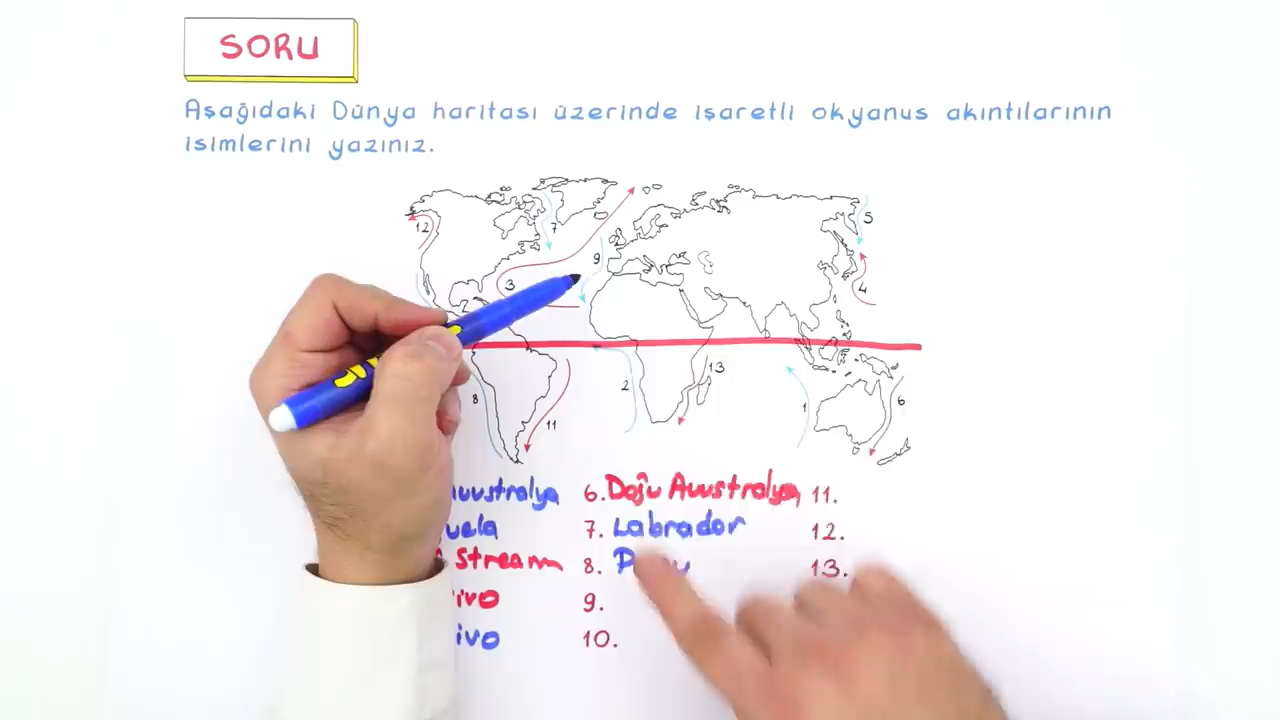 SORU
Aşağıdaki Dünya haritası üzerinde işaretli okyanus akıntılarının
isimlerini yazınız.
12
7
5
9
3
4
2
13
8
2
1
6
11
6. Doğu Avustralya 11.
7. Labrador 12.
Stream 8. 13.
9.
10.